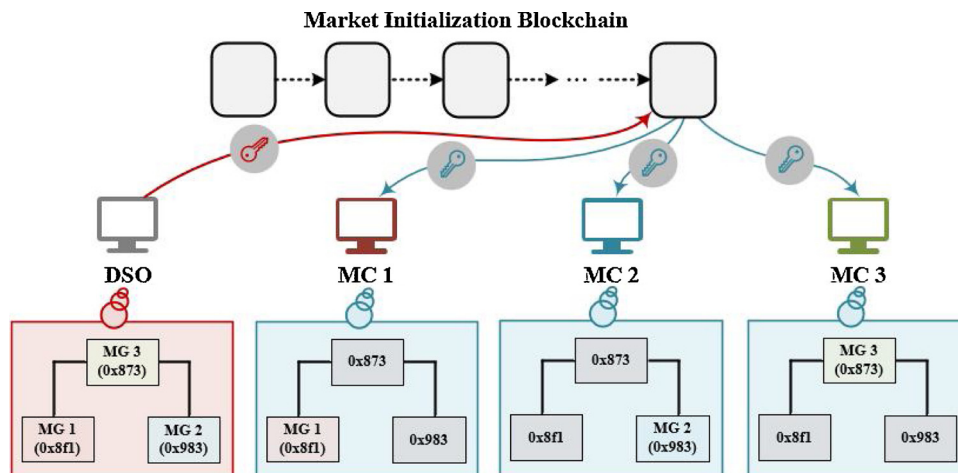 Market Initialization Blockchain
...
DSO
MC 1
MC 2
MC 3
MG 3
(0x873)
MG 1
(0x8f1)
MG 2
(0x983)
0x873
MG 1
(0x8f1)
0x983
0x873
0x8f1
MG 2
(0x983)
MG 3
(0x873)
0x8f1
0x983